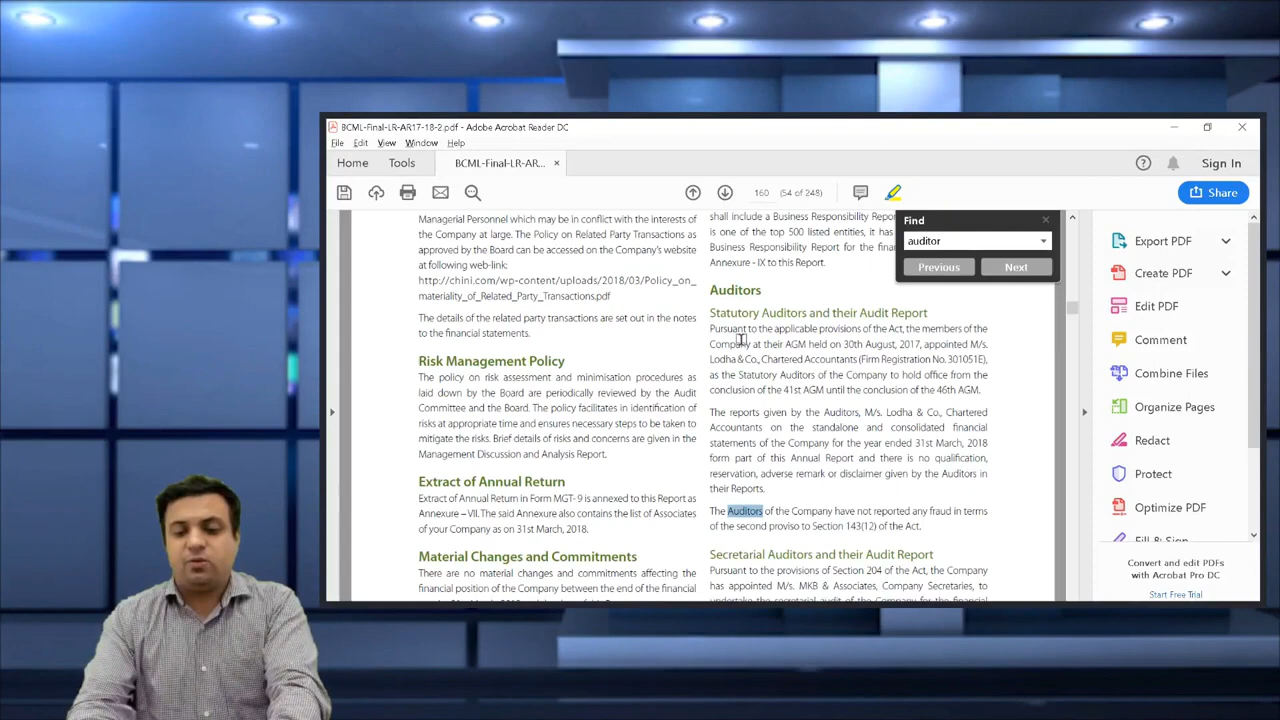 BCML-Final-LR-AR17-18-2.pdf - Adobe Acrobat Reader DC
File Edit View Window Help
Home Tools BCML-Final-LR-AR... ×
Sign In
160 (54 of 248)
Share
Managerial Personnel which may be in conflict with the interests of
the Company at large. The Policy on Related Party Transactions as
approved by the Board can be accessed on the Company's website
at following web-link:
http://chini.com/wp-content/uploads/2018/03/Policy_on_
materiality_of_Related_Party_Transactions.pdf
The details of the related party transactions are set out in the notes
to the financial statements.
Risk Management Policy
The policy on risk assessment and minimisation procedures as
laid down by the Board are periodically reviewed by the Audit
Committee and the Board. The policy facilitates in identification of
risks at appropriate time and ensures necessary steps to be taken to
mitigate the risks. Brief details of risks and concerns are given in the
Management Discussion and Analysis Report.
Extract of Annual Return
Extract of Annual Return in Form MGT- 9 is annexed to this Report as
Annexure – VII. The said Annexure also contains the list of Associates
of your Company as on 31st March, 2018.
Material Changes and Commitments
There are no material changes and commitments affecting the
financial position of the Company between the end of the financial
shall include a Business Responsibility Repor
is one of the top 500 listed entities, it has
Business Responsibility Report for the finar
Annexure - IX to this Report.
Auditors
Statutory Auditors and their Audit Report
Pursuant to the applicable provisions of the Act, the members of the
Company at their AGM held on 30th August, 2017, appointed M/s.
Lodha & Co., Chartered Accountants (Firm Registration No. 301051E),
as the Statutory Auditors of the Company to hold office from the
conclusion of the 41st AGM until the conclusion of the 46th AGM.
The reports given by the Auditors, M/s. Lodha & Co., Chartered
Accountants on the standalone and consolidated financial
statements of the Company for the year ended 31st March, 2018
form part of this Annual Report and there is no qualification,
reservation, adverse remark or disclaimer given by the Auditors in
their Reports.
The Auditors of the Company have not reported any fraud in terms
of the second proviso to Section 143(12) of the Act.
Secretarial Auditors and their Audit Report
Pursuant to the provisions of Section 204 of the Act, the Company
has appointed M/s. MKB & Associates, Company Secretaries, to
undertake the secretarial audit of the Company for the financial
Find
auditor
Previous Next
Export PDF
Create PDF
Edit PDF
Comment
Combine Files
Organize Pages
Redact
Protect
Optimize PDF
Fill & Sign
Convert and edit PDFs
with Acrobat Pro DC
Start Free Trial